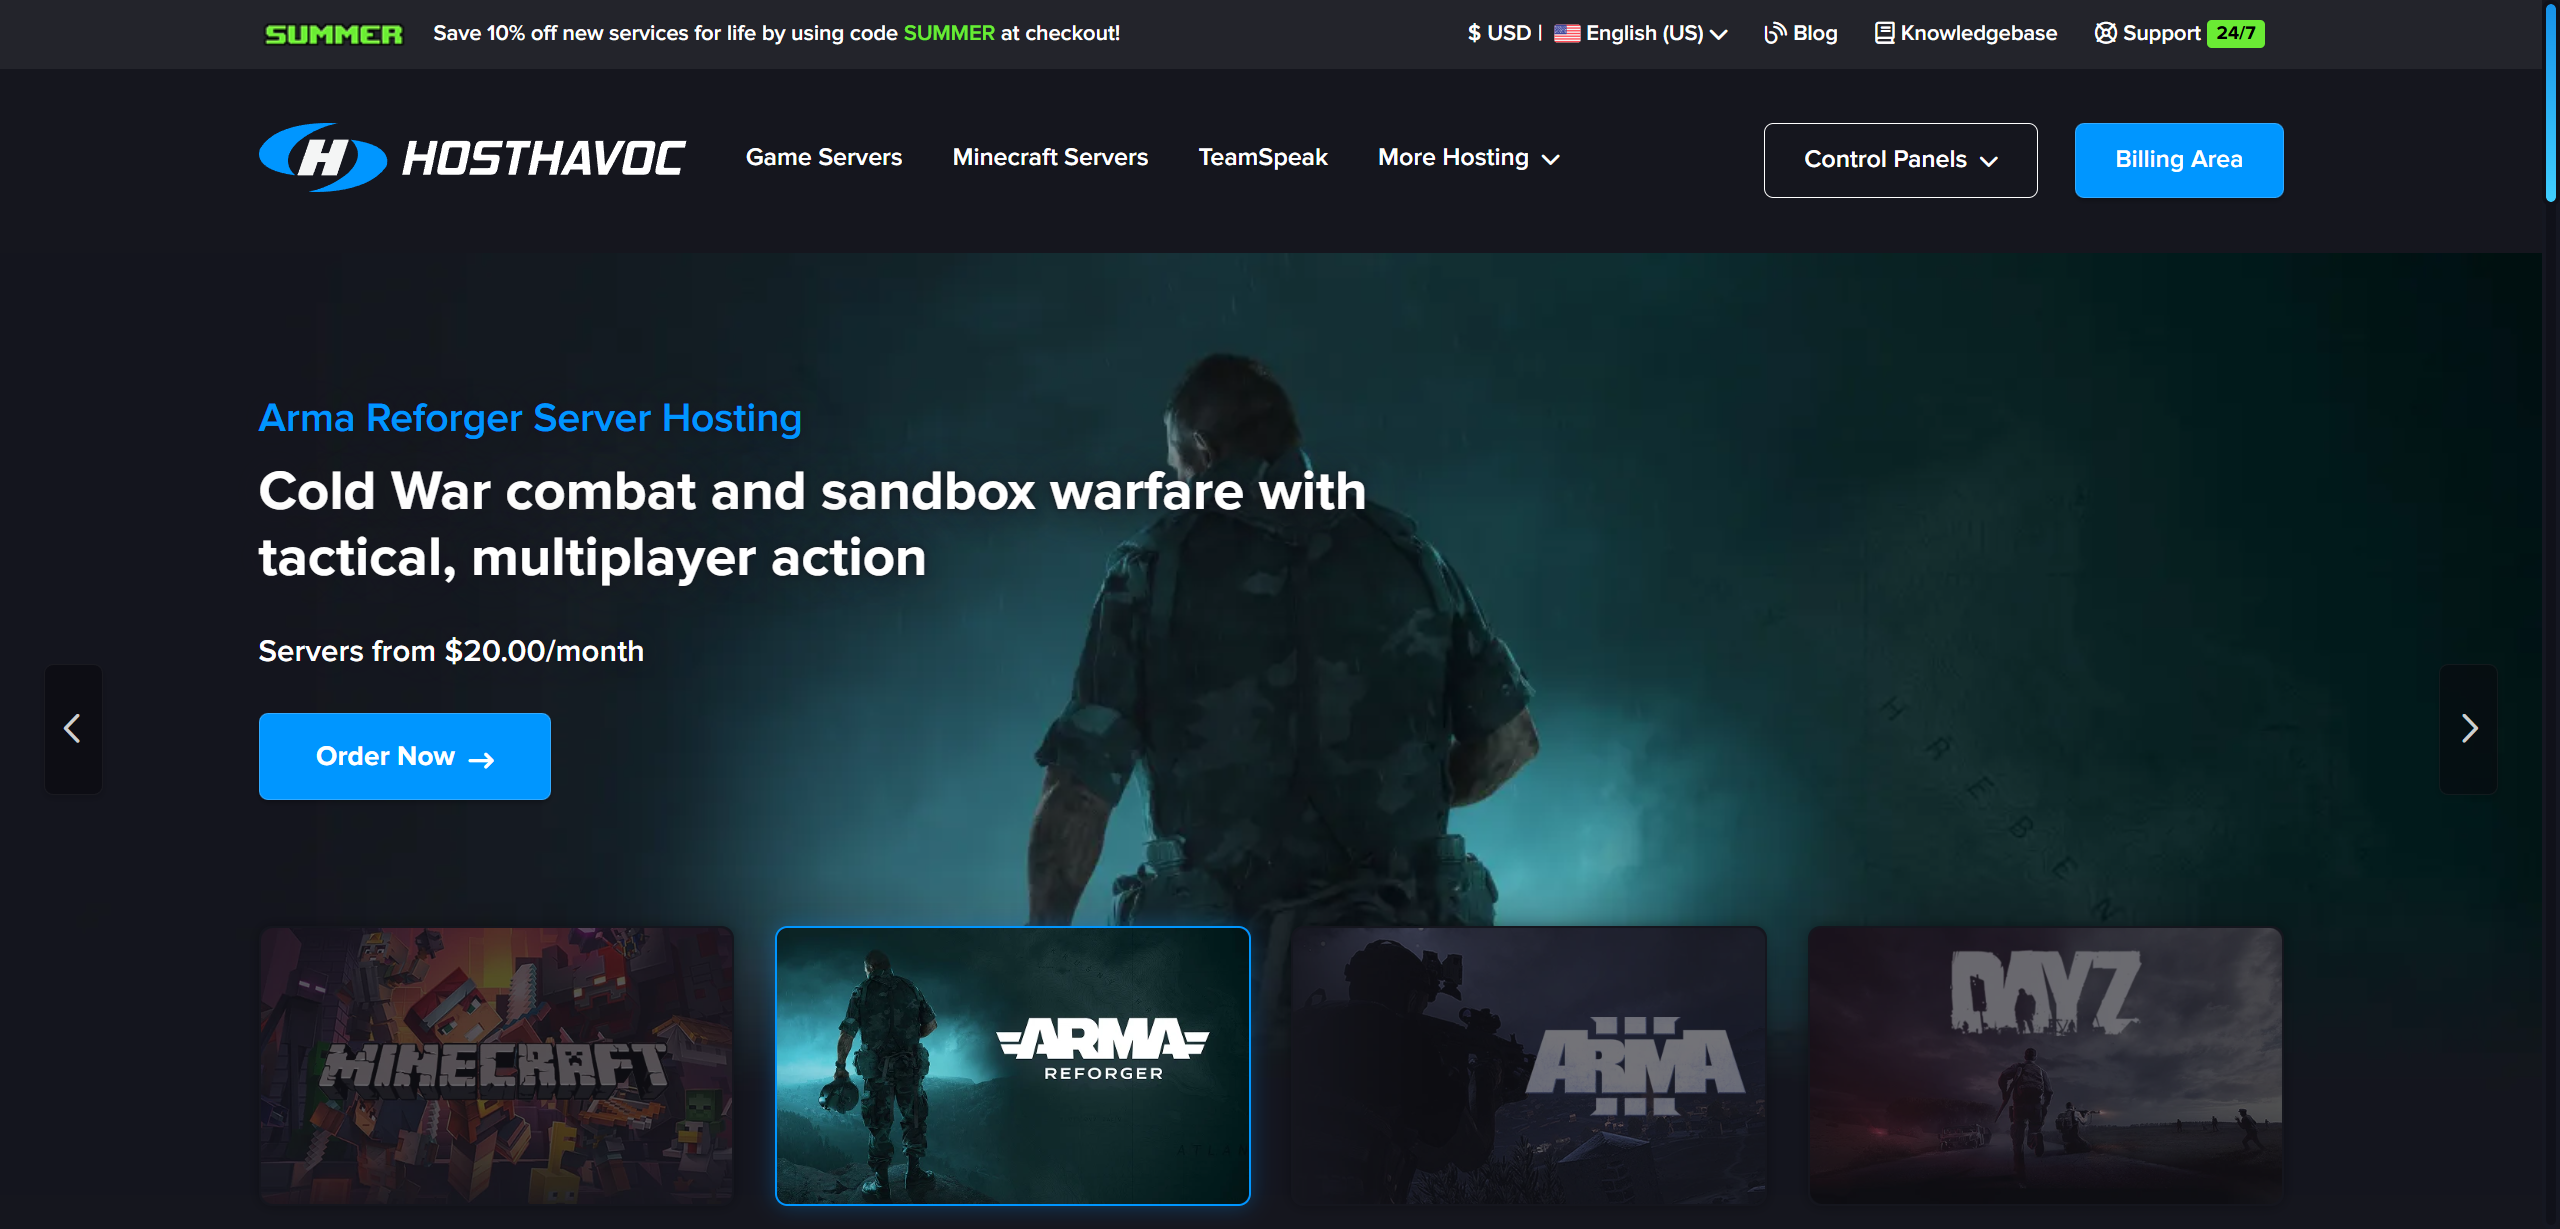 SUMMER
Save 10% off new services for life by using code SUMMER at checkout!
$ USD | English (US)
Blog
Knowledgebase
Support 24/7
H HOSTHAVOC
Game Servers
Minecraft Servers
TeamSpeak
More Hosting
Control Panels
Billing Area
Arma Reforger Server Hosting
Cold War combat and sandbox warfare with
tactical, multiplayer action
Servers from $20.00/month
Order Now
HREBEN
MINECRAFT
ARMA
REFORGER
ATLAN
III
ARMA
III
DAYZ